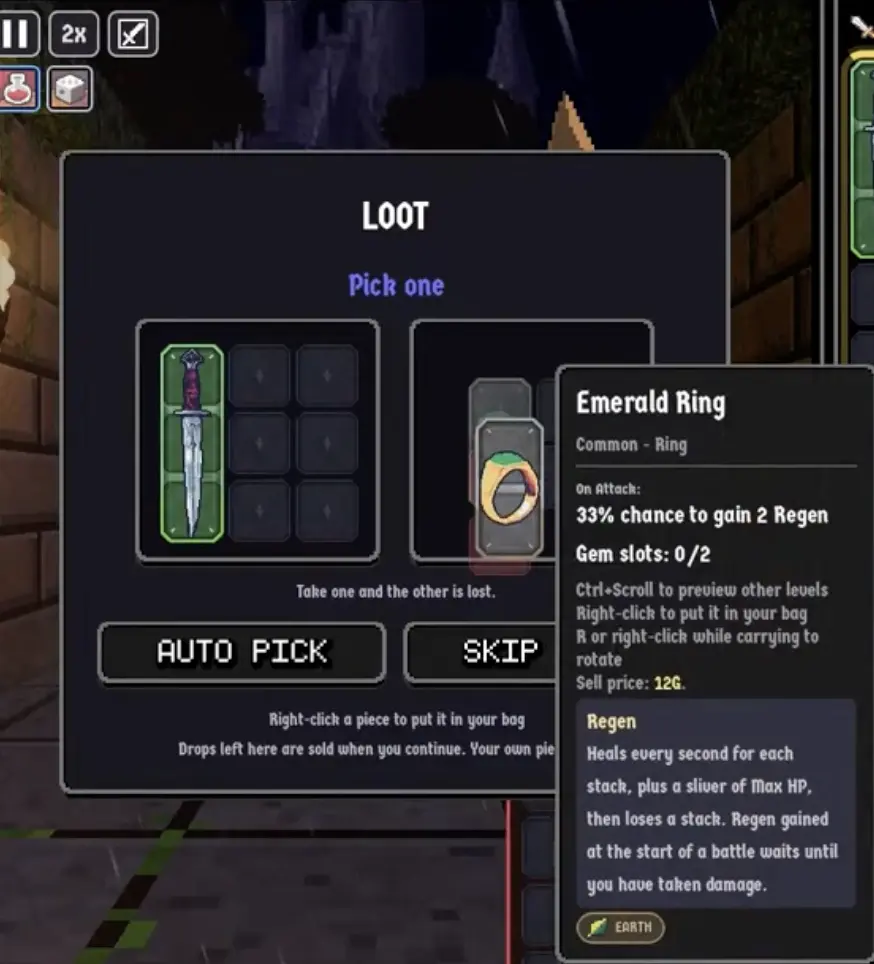 2x
LOOT
Pick one
Take one and the other is lost.
AUTO PICK
SKIP
Right-click a piece to put it in your bag
Drops left here are sold when you continue. Your own pie
Emerald Ring
Common - Ring
On Attack:
33% chance to gain 2 Regen
Gem slots: 0/2
Ctrl+Scroll to preview other levels
Right-click to put it in your bag
R or right-click while carrying to
rotate
Sell price: 12G.
Regen
Heals every second for each
stack, plus a sliver of Max HP,
then loses a stack. Regen gained
at the start of a battle waits until
you have taken damage.
EARTH